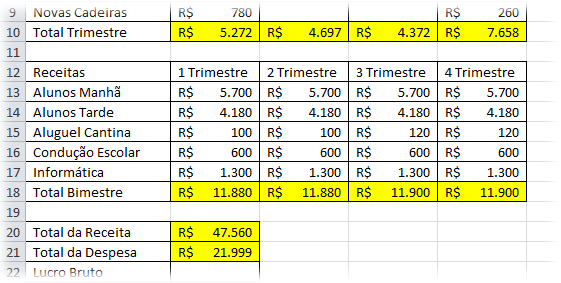 9 Novas Cadeiras R$ 780 R$ 260
10 Total Trimestre R$ 5.272 R$ 4.697 R$ 4.372 R$ 7.658
11
12 Receitas 1 Trimestre 2 Trimestre 3 Trimestre 4 Trimestre
13 Alunos Manhã R$ 5.700 R$ 5.700 R$ 5.700 R$ 5.700
14 Alunos Tarde R$ 4.180 R$ 4.180 R$ 4.180 R$ 4.180
15 Aluguel Cantina R$ 100 R$ 100 R$ 120 R$ 120
16 Condução Escolar R$ 600 R$ 600 R$ 600 R$ 600
17 Informática R$ 1.300 R$ 1.300 R$ 1.300 R$ 1.300
18 Total Bimestre R$ 11.880 R$ 11.880 R$ 11.900 R$ 11.900
19
20 Total da Receita R$ 47.560
21 Total da Despesa R$ 21.999
22 Lucro Bruto